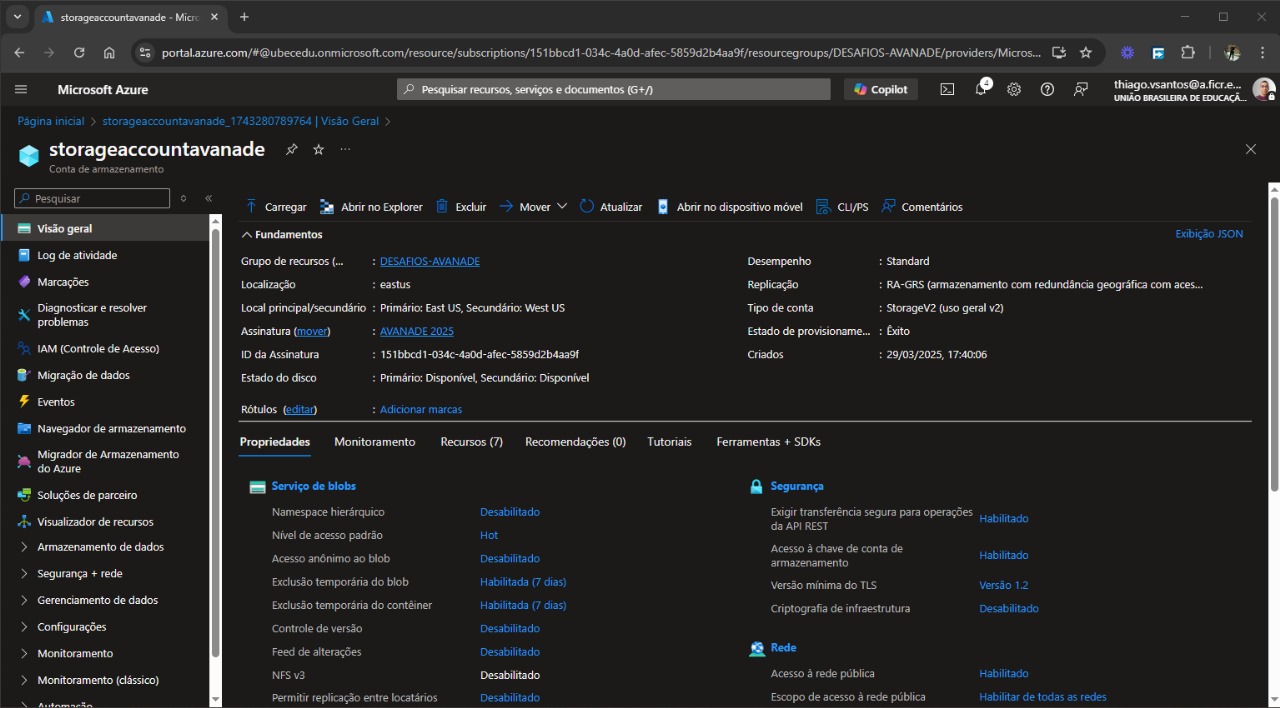 storageaccountavanade - Micro
portal.azure.com/#@ubecedu.onmicrosoft.com/resource/subscriptions/151bbcd1-034c-4a0d-afec-5859d2b4aa9f/resourcegroups/DESAFIOS-AVANADE/providers/Micros...
Microsoft Azure
Pesquisar recursos, serviços e documentos (G+/)
Copilot
4
thiago.vsantos@a.ficr.e...
UNIÃO BRASILEIRA DE EDUCAÇÃ...
Página inicial > storageaccountavanade_1743280789764 | Visão Geral >
storageaccountavanade
Conta de armazenamento
Pesquisar
Carregar
Abrir no Explorer
Excluir
Mover
Atualizar
Abrir no dispositivo móvel
CLI/PS
Comentários
Visão geral
Log de atividade
Marcações
Diagnosticar e resolver
problemas
IAM (Controle de Acesso)
Migração de dados
Eventos
Navegador de armazenamento
Migrador de Armazenamento
do Azure
Soluções de parceiro
Visualizador de recursos
Armazenamento de dados
Segurança + rede
Gerenciamento de dados
Configurações
Monitoramento
Monitoramento (clássico)
Automação
Fundamentos
Exibição JSON
Grupo de recursos (... : DESAFIOS-AVANADE
Localização : eastus
Local principal/secundário : Primário: East US, Secundário: West US
Assinatura (mover) : AVANADE 2025
ID da Assinatura : 151bbcd1-034c-4a0d-afec-5859d2b4aa9f
Estado do disco : Primário: Disponível, Secundário: Disponível
Rótulos (editar) : Adicionar marcas
Desempenho : Standard
Replicação : RA-GRS (armazenamento com redundância geográfica com aces...
Tipo de conta : StorageV2 (uso geral v2)
Estado de provisioname... : Êxito
Criados : 29/03/2025, 17:40:06
Propriedades
Monitoramento
Recursos (7)
Recomendações (0)
Tutoriais
Ferramentas + SDKs
Serviço de blobs
Namespace hierárquico Desabilitado
Nível de acesso padrão Hot
Acesso anônimo ao blob Desabilitado
Exclusão temporária do blob Habilitada (7 dias)
Exclusão temporária do contêiner Habilitada (7 dias)
Controle de versão Desabilitado
Feed de alterações Desabilitado
NFS v3 Desabilitado
Permitir replicação entre locatários Desabilitado
Segurança
Exigir transferência segura para operações
da API REST Habilitado
Acesso à chave de conta de
armazenamento Habilitado
Versão mínima do TLS Versão 1.2
Criptografia de infraestrutura Desabilitado
Rede
Acesso à rede pública Habilitado
Escopo de acesso à rede pública Habilitar de todas as redes